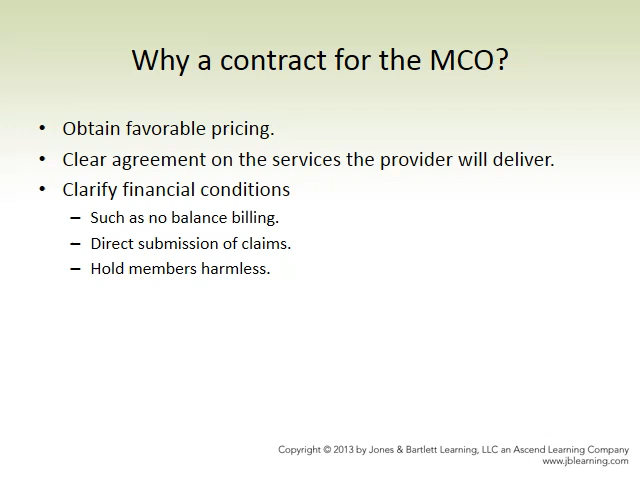 Why a contract for the MCO?
• Obtain favorable pricing.
• Clear agreement on the services the provider will deliver.
• Clarify financial conditions
– Such as no balance billing.
– Direct submission of claims.
– Hold members harmless.
Copyright © 2013 by Jones & Bartlett Learning, LLC an Ascend Learning Company
www.jblearning.com